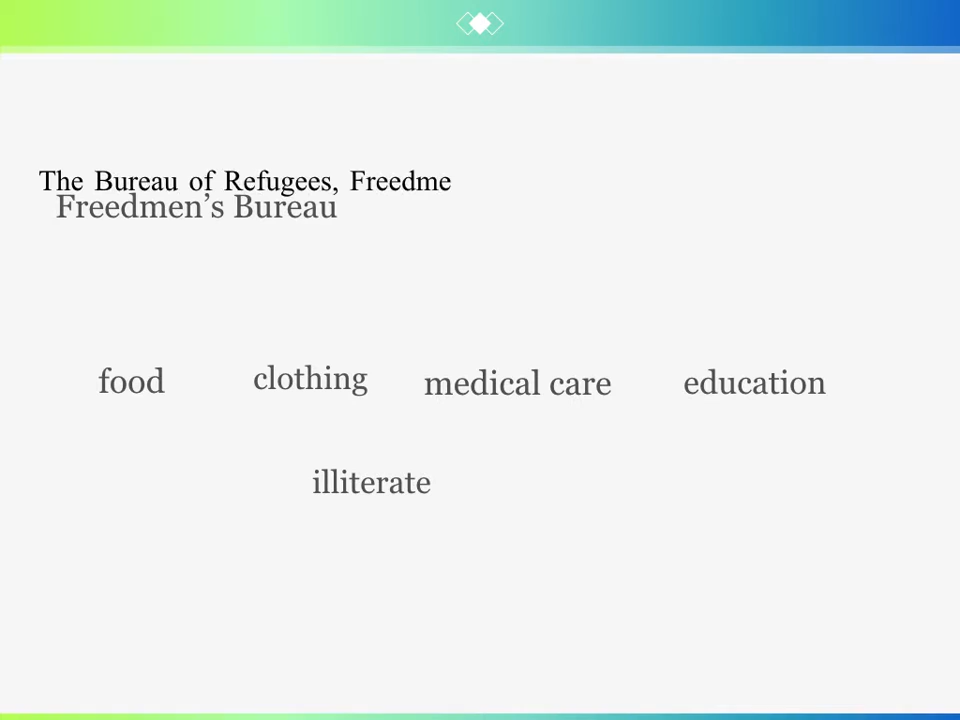 The Bureau of Refugees, Freedme
Freedmen’s Bureau
food clothing medical care education
illiterate